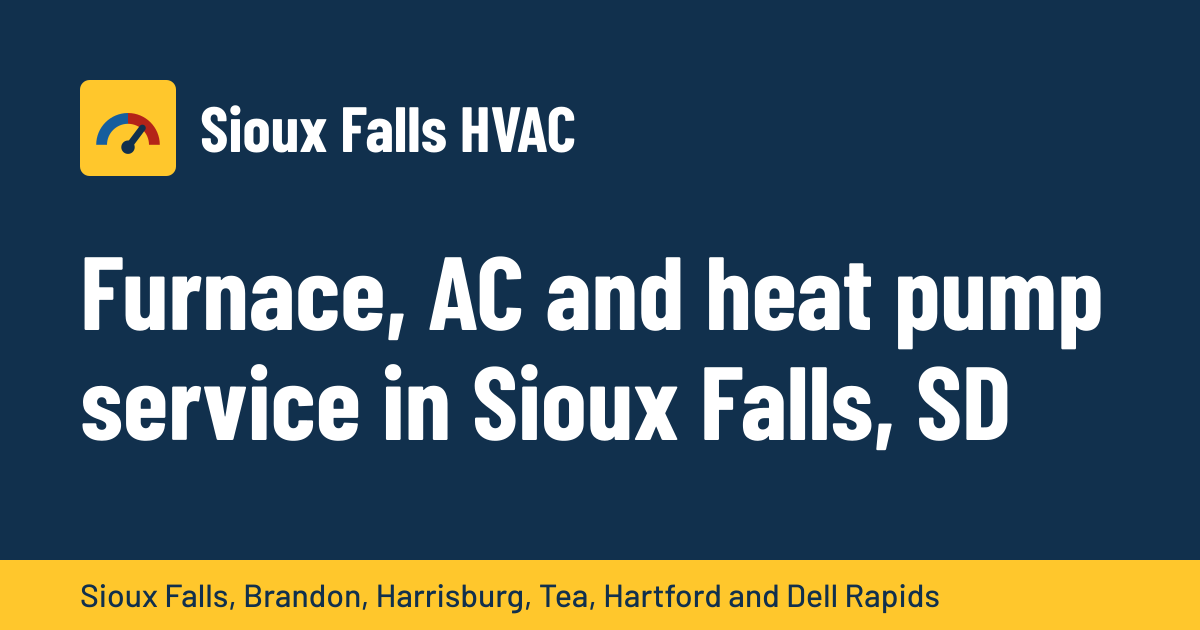 Sioux Falls HVAC
Furnace, AC and heat pump
service in Sioux Falls, SD
Sioux Falls, Brandon, Harrisburg, Tea, Hartford and Dell Rapids